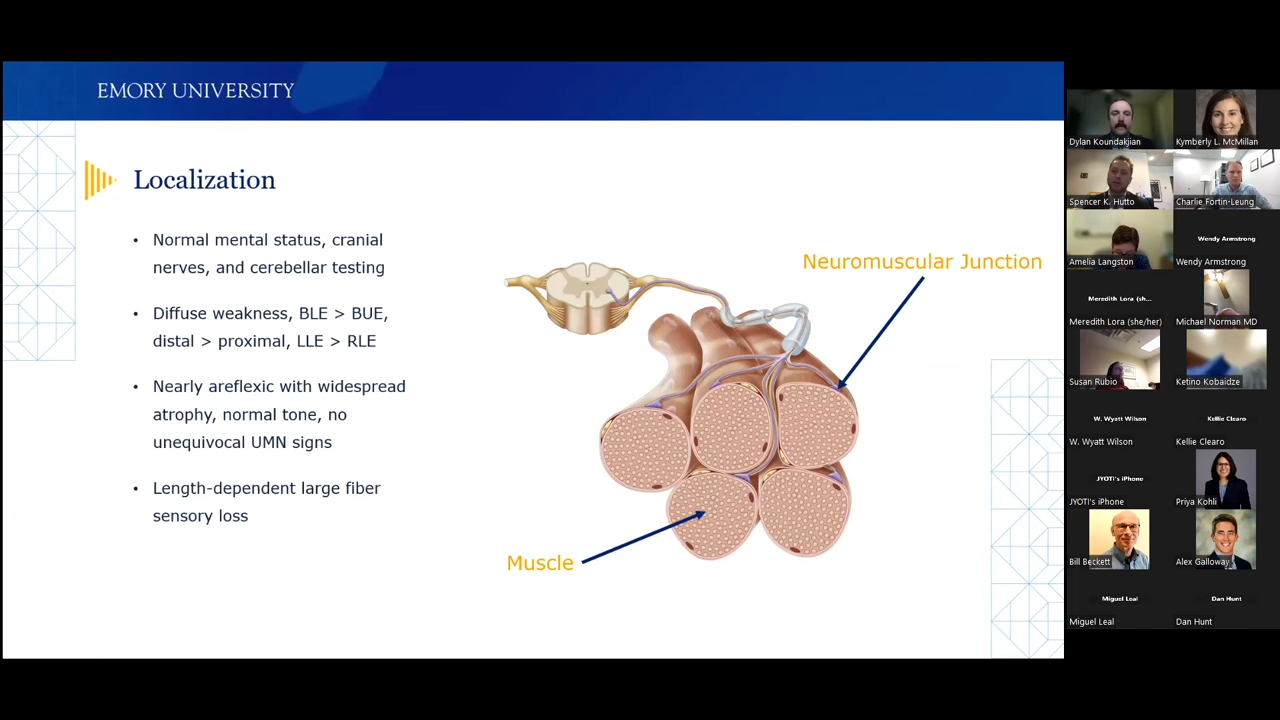 EMORY UNIVERSITY
Localization
• Normal mental status, cranial
nerves, and cerebellar testing
• Diffuse weakness, BLE > BUE,
distal > proximal, LLE > RLE
• Nearly areflexic with widespread
atrophy, normal tone, no
unequivocal UMN signs
• Length-dependent large fiber
sensory loss
Neuromuscular Junction
Muscle
Dylan Koundakjian
Kymberly L. McMillan
Spencer K. Hutto
Charlie Fortin-Leung
Amelia Langston
Wendy Armstrong
Wendy Armstrong
Meredith Lora (sh...
Meredith Lora (she/her)
Michael Norman MD
Susan Rubio
Ketino Kobaidze
W. Wyatt Wilson
W. Wyatt Wilson
Kellie Clearo
Kellie Clearo
JYOTI's iPhone
JYOTI's iPhone
Priya Kohli
Bill Beckett
Alex Galloway
Miguel Leal
Miguel Leal
Dan Hunt
Dan Hunt